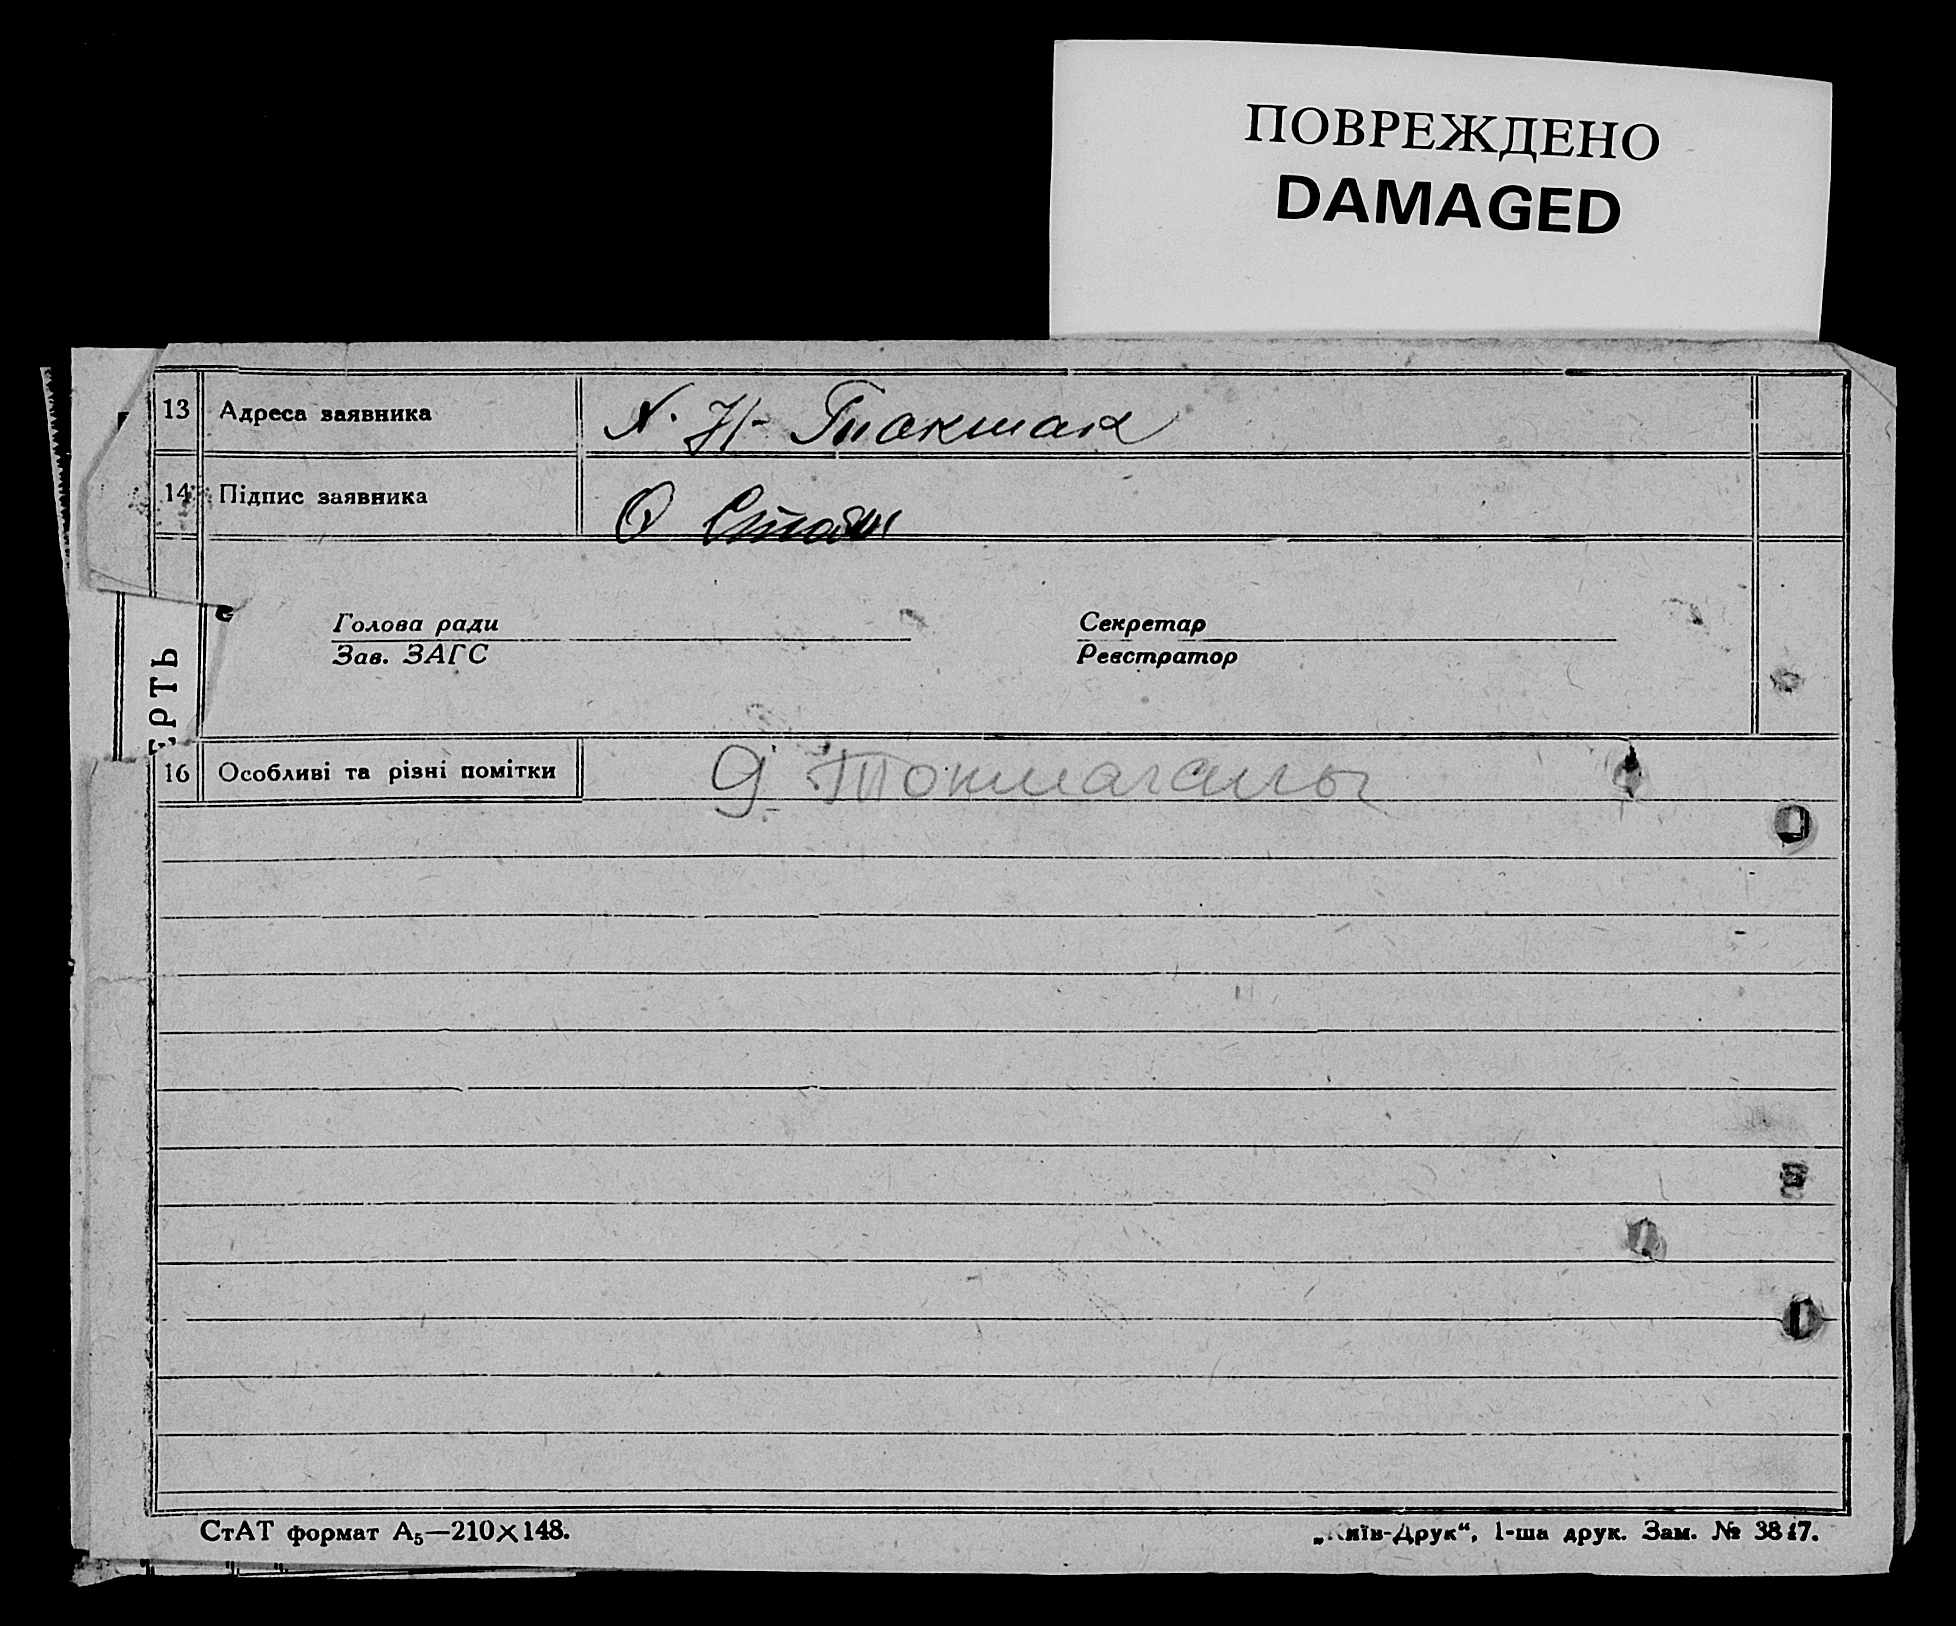 ПОВРЕЖДЕНО
DAMAGED
13 Адреса заявника
14 Підпис заявника
О
Голова ради
Зав. ЗАГС
Секретар
Реєстратор
ЕРТЬ
16 Особливі та різні помітки
СтАТ формат А₅—210×148.
„Київ-Друк“, 1-ша друк. Зам. №